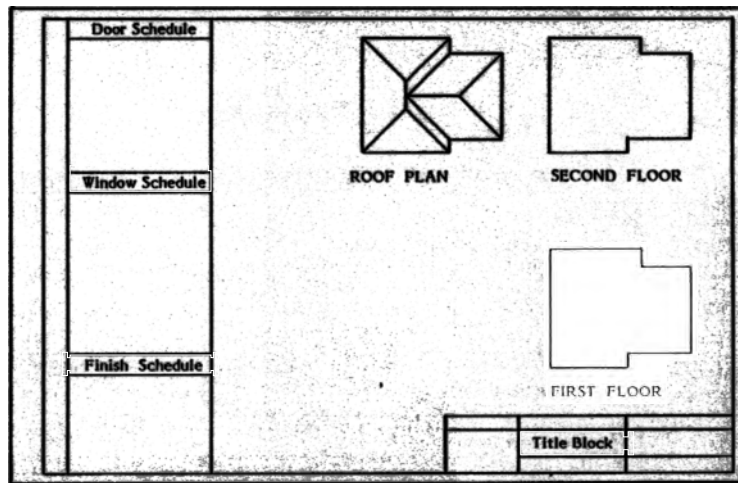 Door Schedule
ROOF PLAN
SECOND FLOOR
Window Schedule
FIRST FLOOR
Finish Schedule
Title Block